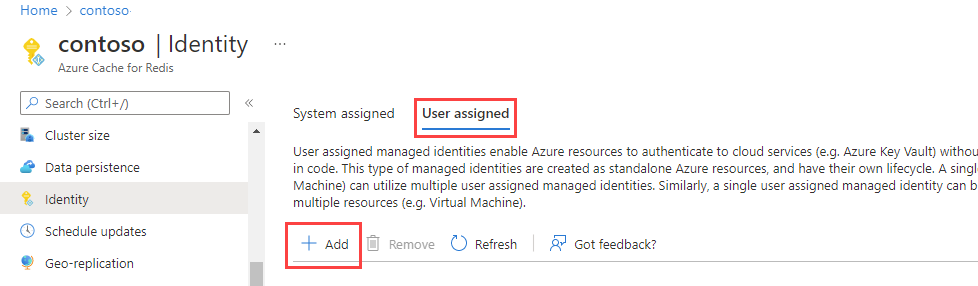 Home > contoso
contoso | Identity ...
Azure Cache for Redis
Search (Ctrl+/) «
Cluster size
Data persistence
Identity
Schedule updates
Geo-replication
System assigned User assigned
User assigned managed identities enable Azure resources to authenticate to cloud services (e.g. Azure Key Vault) withou
in code. This type of managed identities are created as standalone Azure resources, and have their own lifecycle. A singl
Machine) can utilize multiple user assigned managed identities. Similarly, a single user assigned managed identity can b
multiple resources (e.g. Virtual Machine).
+ Add Remove Refresh Got feedback?